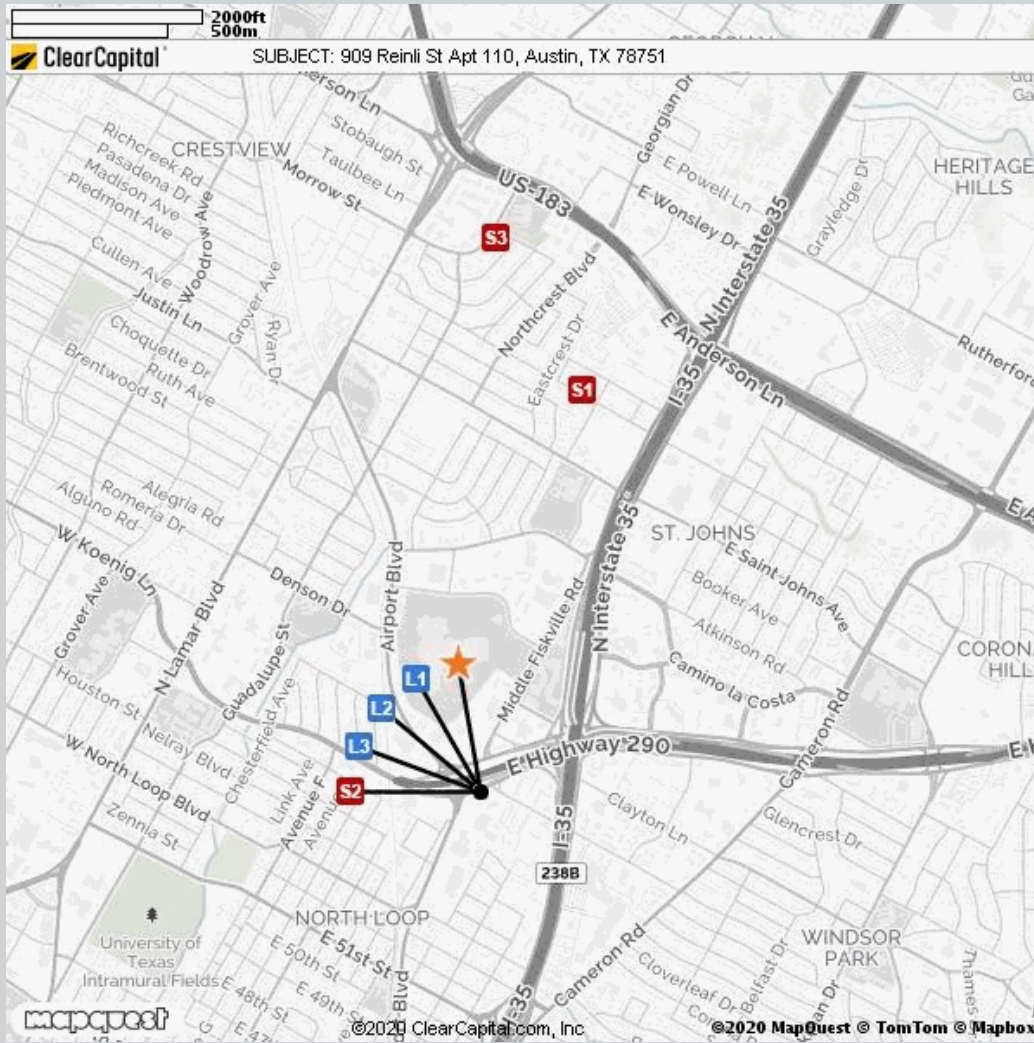 2000ft
500m
ClearCapital
SUBJECT: 909 Reinli St Apt 110, Austin, TX 78751
Stobaugh St
Taulbee Ln
Morrow St
CRESTVIEW
Richcreek Rd
Pasadena Dr
Madison Ave
Piedmont Ave
Woodrow Ave
Cullen Ave
Justin Ln
Grover Ave
Ryan Dr
Choquette Dr
Ruth Ave
Brentwood St
US-183
Georgian Dr
E Powell Ln
E Wonsley Dr
Grayledge Dr
HERITAGE
HILLS
S3
Northcrest Blvd
Eastcrest Dr
S1
N Interstate 35
E Anderson Ln
I-35
Alegria Rd
Romeria Dr
Alguno Rd
W Koenig Ln
Grover Ave
Denson Dr
Airport Blvd
N Lamar Blvd
Guadalupe St
Chesterfield Ave
Houston St
Nelray Blvd
W North Loop Blvd
Link Ave
Avenue F
Zennia St
N Interstate 35
ST. JOHNS
E Saint Johns Ave
Booker Ave
Atkinson Rd
Camino la Costa
Middle Fiskville Rd
L1
L2
L3
S2
E Highway 290
Cameron Rd
Clayton Ln
Glencrest Dr
I-35
238B
NORTH LOOP
E 51st St
E 50th St
E 49th St
E 48th St
University of
Texas
Intramural Fields
Cameron Rd
WINDSOR
PARK
Cloverleaf Dr
Belfast Dr
mapquest
©2020 ClearCapital.com, Inc
©2020 MapQuest © TomTom © Mapbox